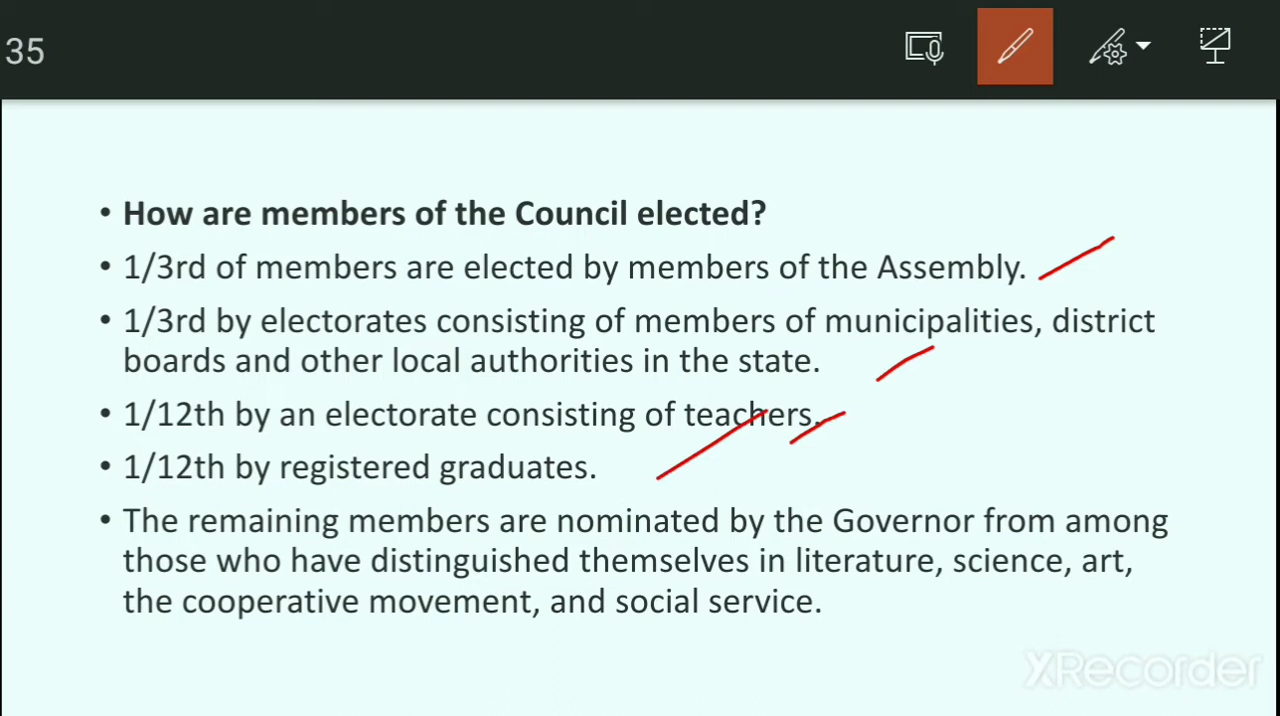 35
• How are members of the Council elected?
• 1/3rd of members are elected by members of the Assembly.
• 1/3rd by electorates consisting of members of municipalities, district
boards and other local authorities in the state.
• 1/12th by an electorate consisting of teachers.
• 1/12th by registered graduates.
• The remaining members are nominated by the Governor from among
those who have distinguished themselves in literature, science, art,
the cooperative movement, and social service.
XRecorder